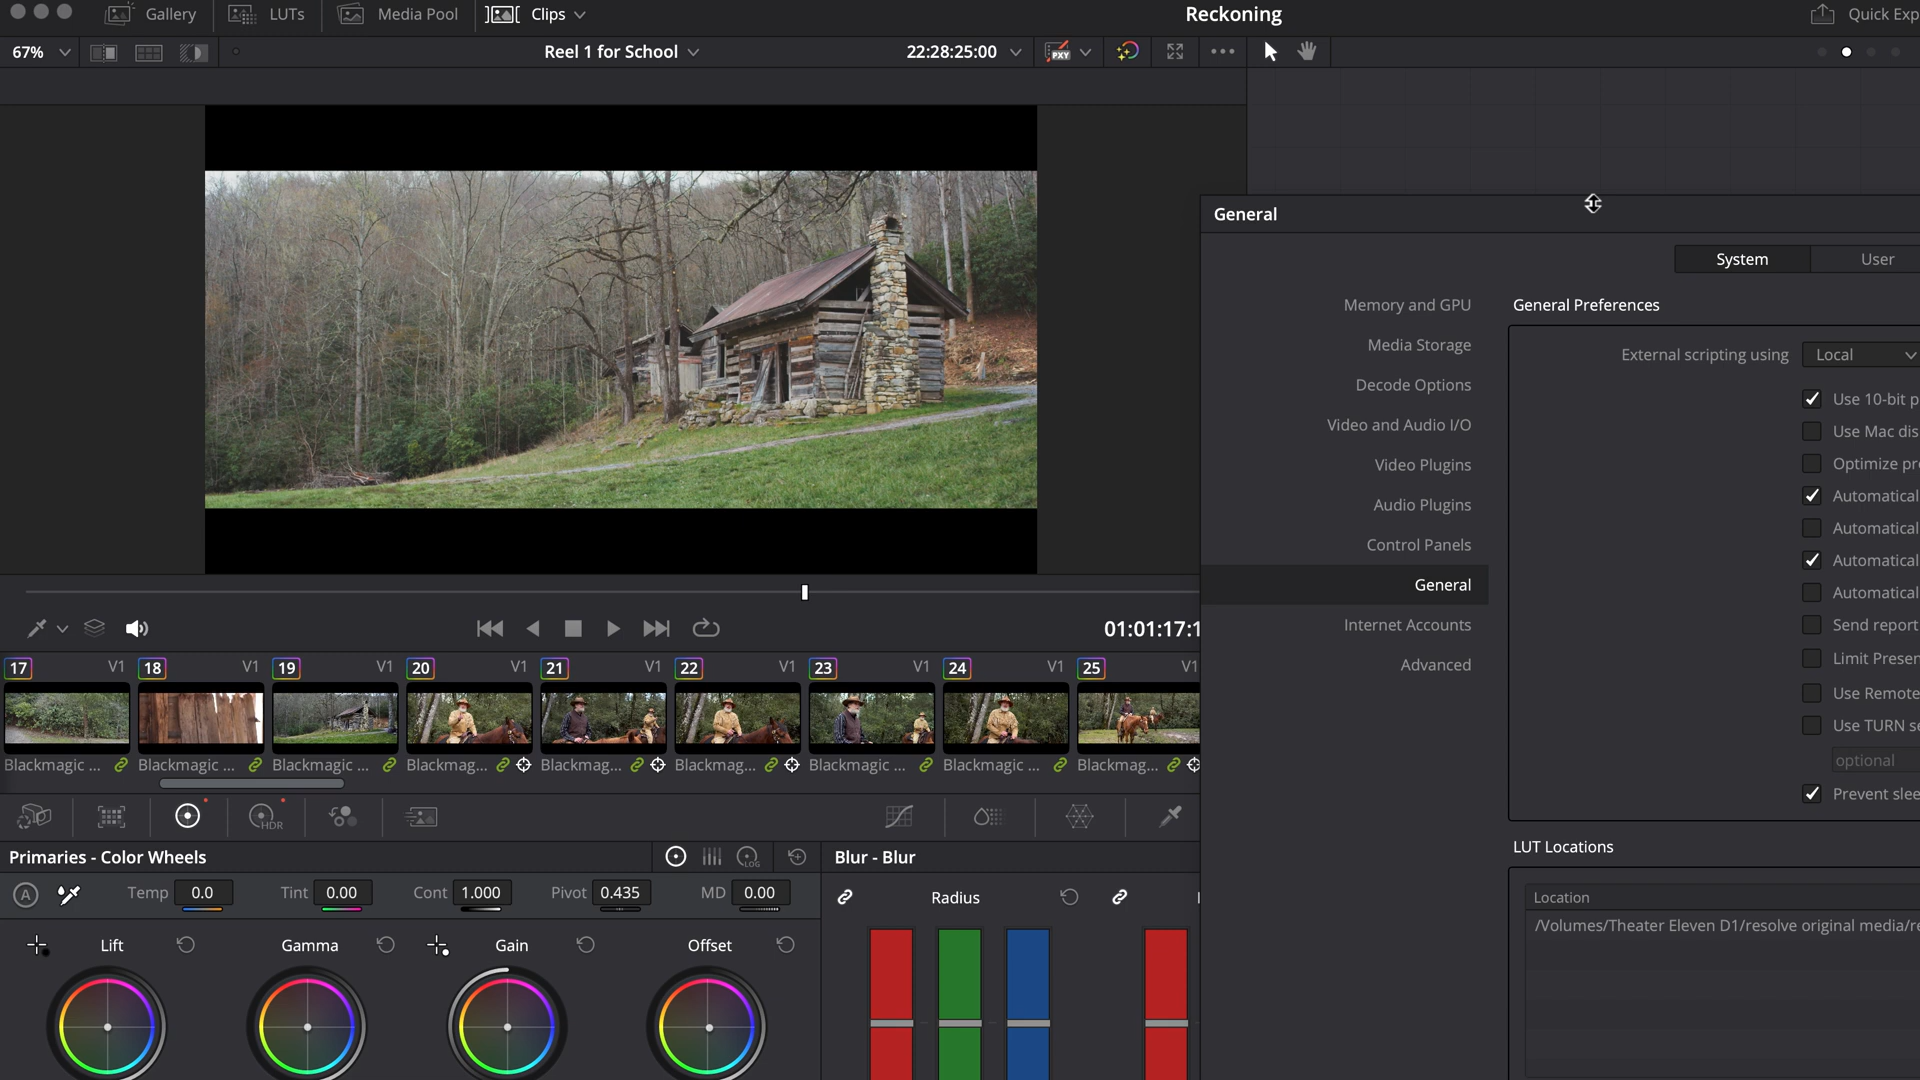 Gallery LUTs Media Pool Clips Reckoning Quick Exp
67% Reel 1 for School 22:28:25:00 PXY
General
System User
Memory and GPU General Preferences
Media Storage External scripting using Local
Decode Options Use 10-bit p
Video and Audio I/O Use Mac dis
Video Plugins Optimize pr
Audio Plugins Automatical
Automatical
Control Panels Automatical
General Automatical
Internet Accounts Send report
Advanced Limit Presen
Use Remote
Use TURN se
optional
Prevent slee
LUT Locations
Location
/Volumes/Theater Eleven D1/resolve original media/re
01:01:17:1
17 V1 18 V1 19 V1 20 V1 21 V1 22 V1 23 V1 24 V1 25 V1
Blackmagic ... Blackmagic ... Blackmagic ... Blackmag... Blackmag... Blackmag... Blackmagic ... Blackmagic ... Blackmag...
HDR
Primaries - Color Wheels LOG Blur - Blur
A Temp 0.0 Tint 0.00 Cont 1.000 Pivot 0.435 MD 0.00 Radius
Lift Gamma Gain Offset